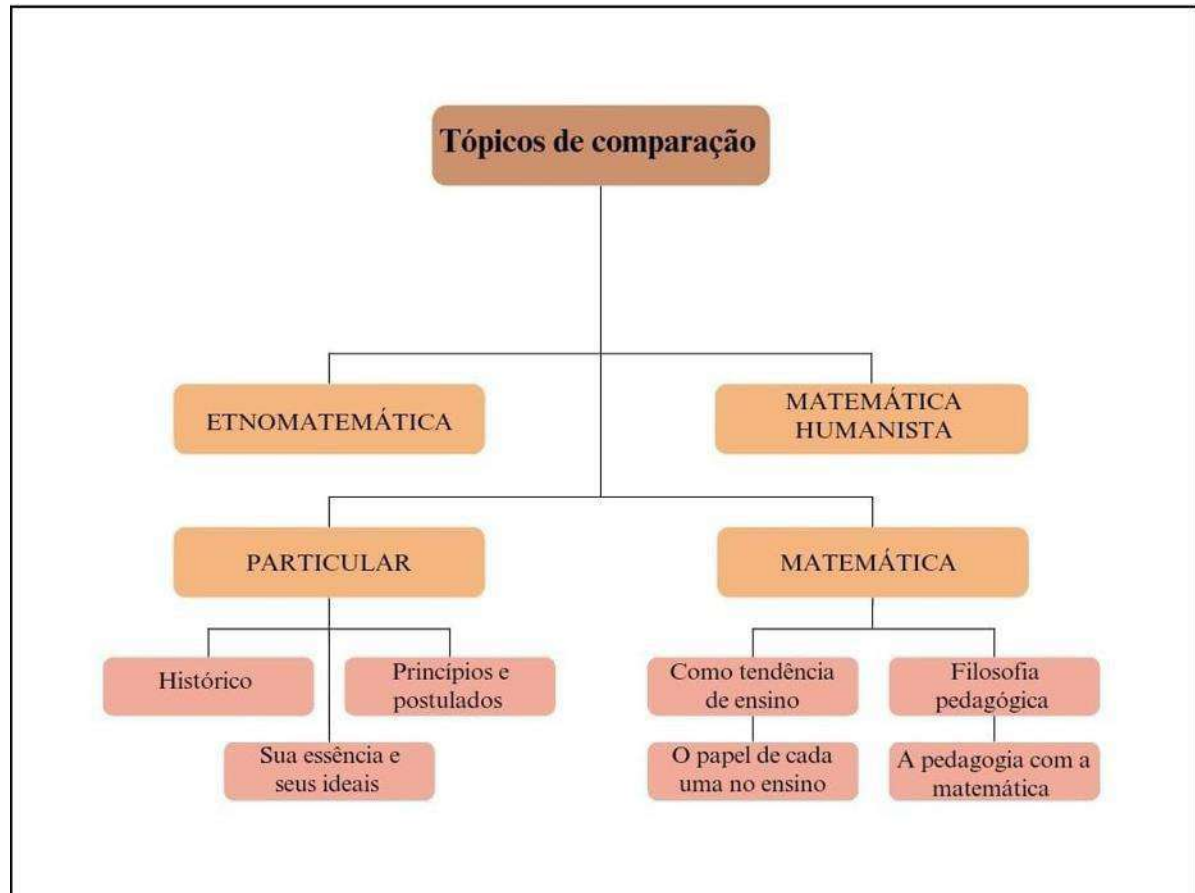 Tópicos de comparação
ETNOMATEMÁTICA
MATEMÁTICA
HUMANISTA
PARTICULAR
MATEMÁTICA
Histórico
Princípios e
postulados
Sua essência e
seus ideais
Como tendência
de ensino
Filosofia
pedagógica
O papel de cada
uma no ensino
A pedagogia com a
matemática